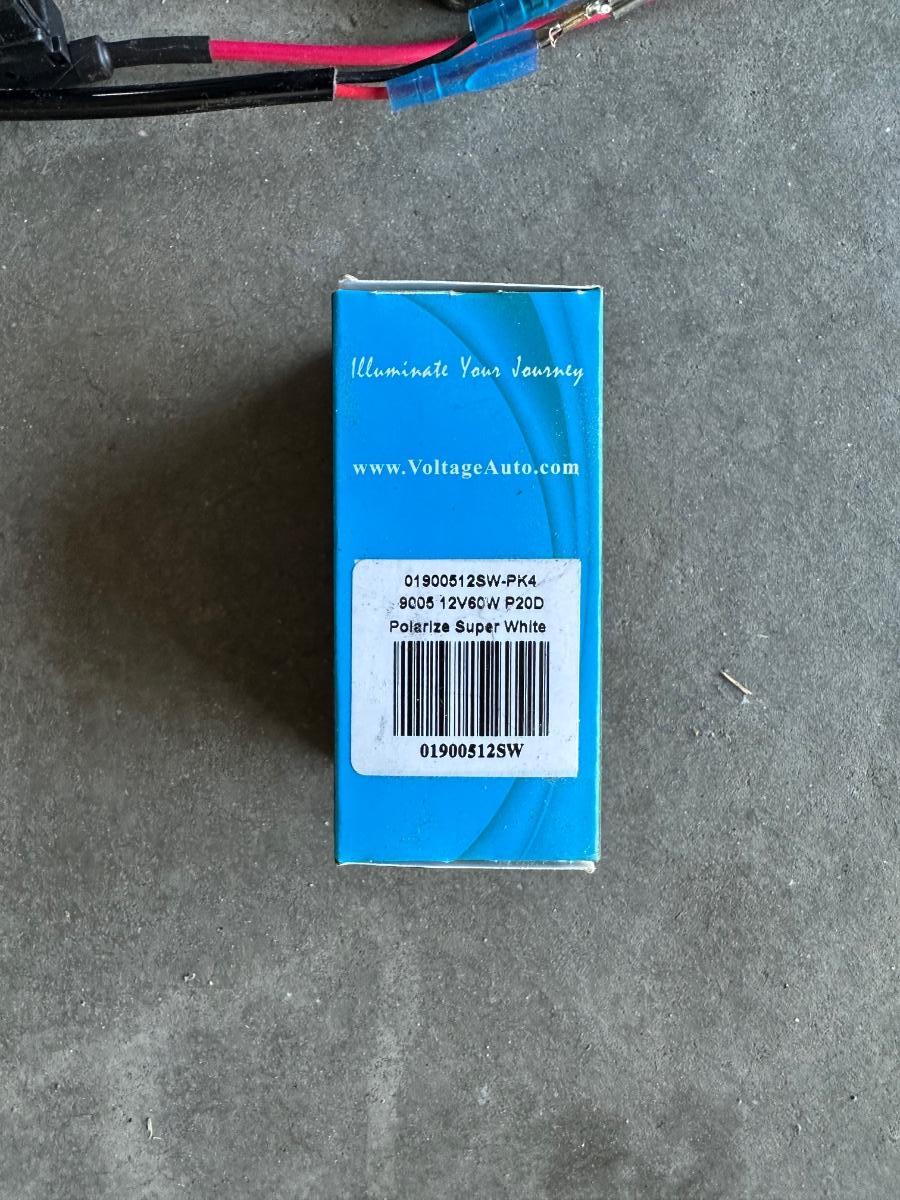 Illuminate Your Journey
www.VoltageAuto.com
01900512SW-PK4
9005 12V60W P20D
Polarize Super White
01900512SW